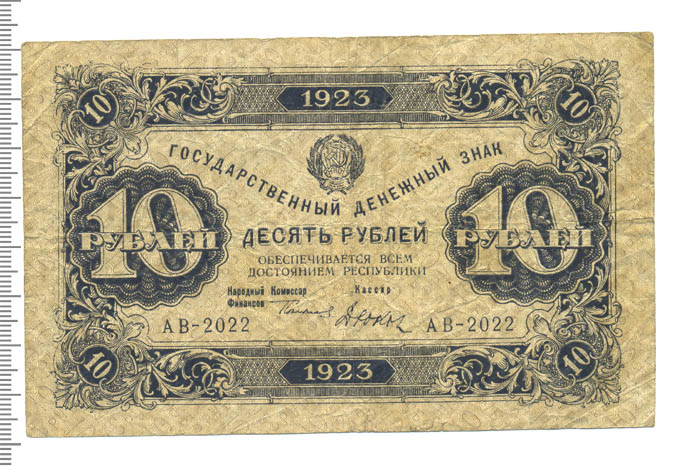 1923
10 10
ГОСУДАРСТВЕННЫЙ ДЕНЕЖНЫЙ ЗНАК
10 РУБЛЕЙ
10 РУБЛЕЙ
ДЕСЯТЬ РУБЛЕЙ
ОБЕСПЕЧИВАЕТСЯ ВСЕМ
ДОСТОЯНИЕМ РЕСПУБЛИКИ
Народный Комиссар
Финансов
Кассир
АВ-2022 АВ-2022
10 10
1923